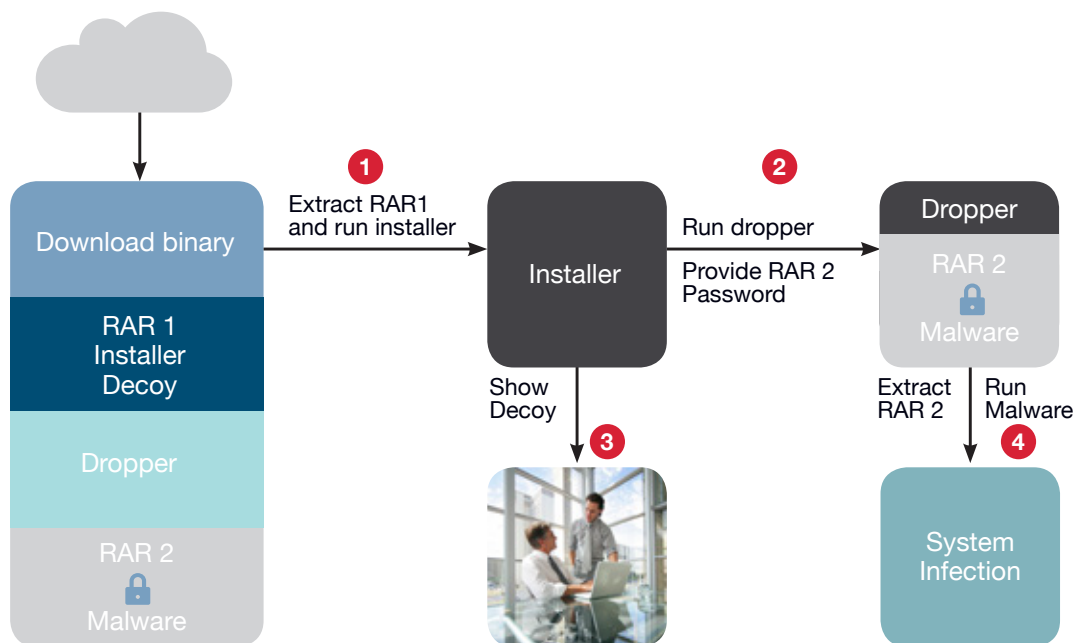 1
Extract RAR1
and run installer
2
Run dropper
Provide RAR 2
Password
Download binary
RAR 1
Installer
Decoy
Dropper
RAR 2
Malware
Installer
Dropper
RAR 2
Malware
Show
Decoy
3
Extract
RAR 2
Run
Malware
4
System
Infection